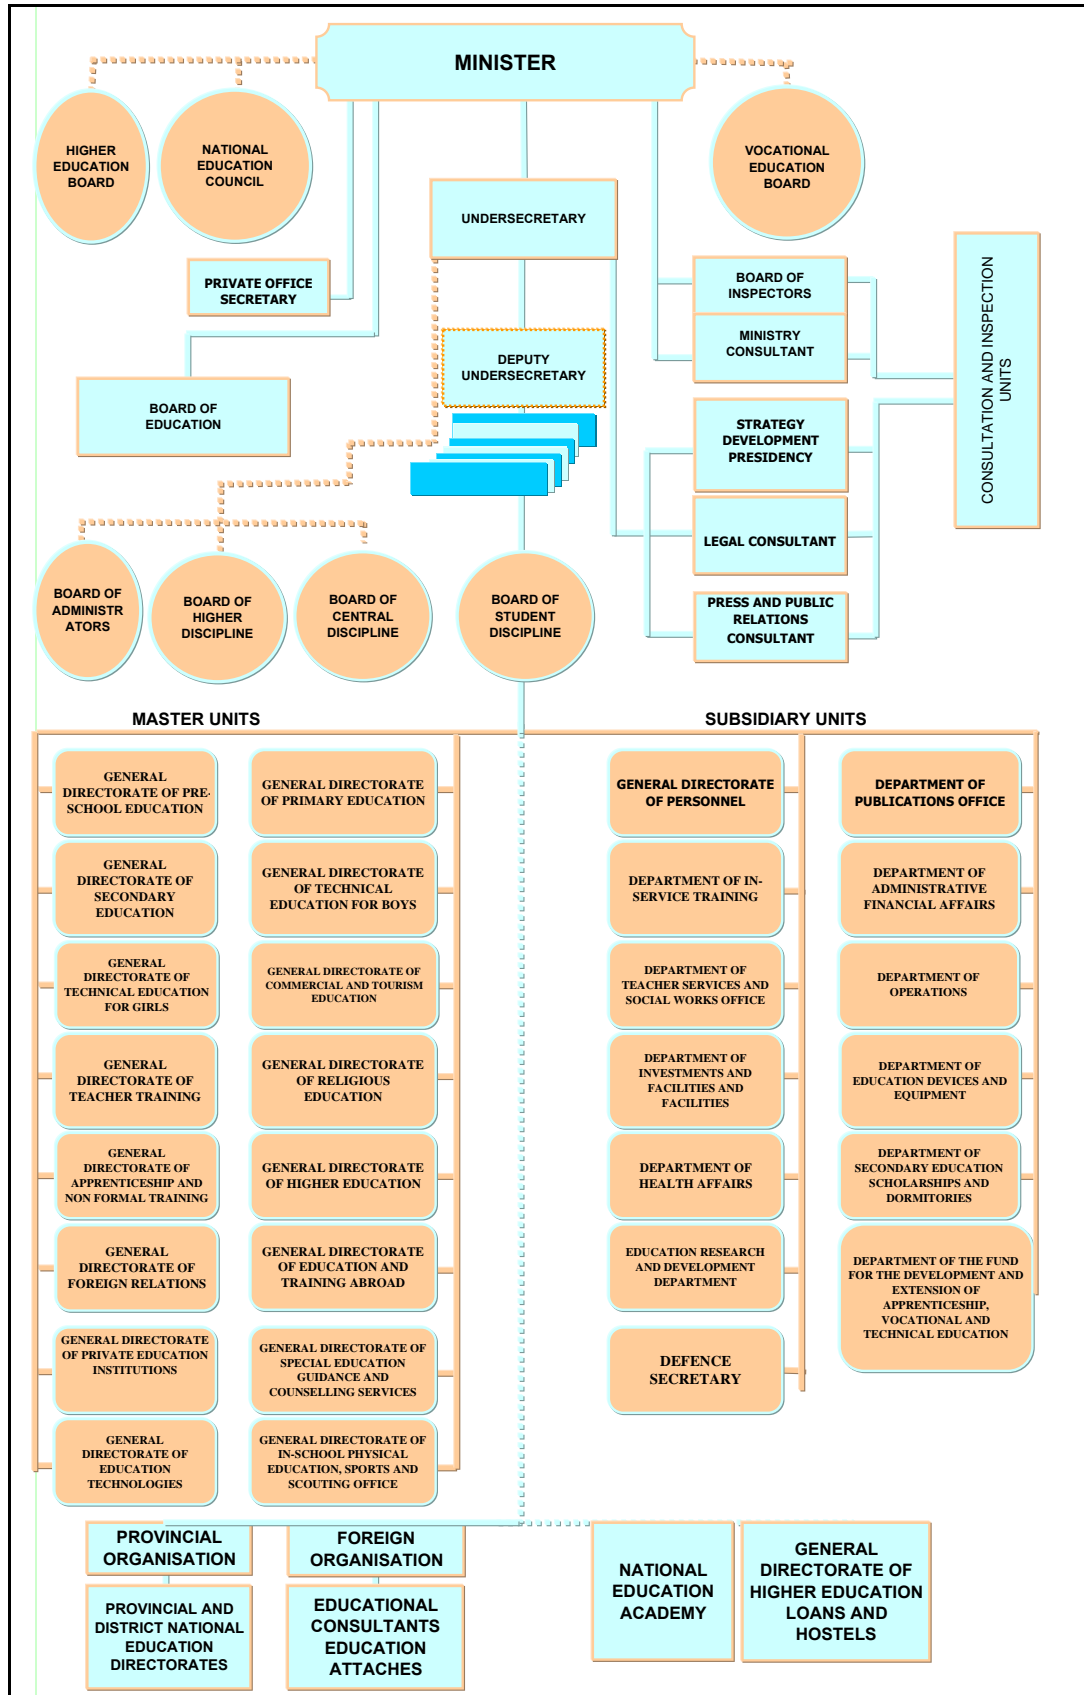 MINISTER
HIGHER
EDUCATION
BOARD
NATIONAL
EDUCATION
COUNCIL
VOCATIONAL
EDUCATION
BOARD
UNDERSECRETARY
PRIVATE OFFICE
SECRETARY
BOARD OF
INSPECTORS
MINISTRY
CONSULTANT
CONSULTATION AND INSPECTION
UNITS
DEPUTY
UNDERSECRETARY
BOARD OF
EDUCATION
STRATEGY
DEVELOPMENT
PRESIDENCY
LEGAL CONSULTANT
PRESS AND PUBLIC
RELATIONS
CONSULTANT
BOARD OF
ADMINISTR
ATORS
BOARD OF
HIGHER
DISCIPLINE
BOARD OF
CENTRAL
DISCIPLINE
BOARD OF
STUDENT
DISCIPLINE
MASTER UNITS
SUBSIDIARY UNITS
GENERAL
DIRECTORATE OF PRE-
SCHOOL EDUCATION
GENERAL DIRECTORATE
OF PRIMARY EDUCATION
GENERAL DIRECTORATE
OF PERSONNEL
DEPARTMENT OF
PUBLICATIONS OFFICE
GENERAL
DIRECTORATE OF
SECONDARY
EDUCATION
GENERAL DIRECTORATE
OF TECHNICAL
EDUCATION FOR BOYS
DEPARTMENT OF IN-
SERVICE TRAINING
DEPARTMENT OF
ADMINISTRATIVE
FINANCIAL AFFAIRS
GENERAL
DIRECTORATE OF
TECHNICAL EDUCATION
FOR GIRLS
GENERAL DIRECTORATE OF
COMMERCIAL AND TOURISM
EDUCATION
DEPARTMENT OF
TEACHER SERVICES AND
SOCIAL WORKS OFFICE
DEPARTMENT OF
OPERATIONS
GENERAL
DIRECTORATE OF
TEACHER TRAINING
GENERAL DIRECTORATE
OF RELIGIOUS
EDUCATION
DEPARTMENT OF
INVESTMENTS AND
FACILITIES AND
FACILITIES
DEPARTMENT OF
EDUCATION DEVICES AND
EQUIPMENT
GENERAL
DIRECTORATE OF
APPRENTICESHIP AND
NON FORMAL TRAINING
GENERAL DIRECTORATE
OF HIGHER EDUCATION
DEPARTMENT OF
HEALTH AFFAIRS
DEPARTMENT OF
SECONDARY EDUCATION
SCHOLARSHIPS AND
DORMITORIES
GENERAL
DIRECTORATE OF
FOREIGN RELATIONS
GENERAL DIRECTORATE
OF EDUCATION AND
TRAINING ABROAD
EDUCATION RESEARCH
AND DEVELOPMENT
DEPARTMENT
DEPARTMENT OF THE FUND
FOR THE DEVELOPMENT AND
EXTENSION OF
APPRENTICESHIP,
VOCATIONAL AND
TECHNICAL EDUCATION
GENERAL DIRECTORATE
OF PRIVATE EDUCATION
INSTITUTIONS
GENERAL DIRECTORATE OF
SPECIAL EDUCATION
GUIDANCE AND
COUNSELLING SERVICES
DEFENCE
SECRETARY
GENERAL
DIRECTORATE OF
EDUCATION
TECHNOLOGIES
GENERAL DIRECTORATE OF
IN-SCHOOL PHYSICAL
EDUCATION, SPORTS AND
SCOUTING OFFICE
PROVINCIAL
ORGANISATION
FOREIGN
ORGANISATION
NATIONAL
EDUCATION
ACADEMY
GENERAL
DIRECTORATE OF
HIGHER EDUCATION
LOANS AND
HOSTELS
PROVINCIAL AND
DISTRICT NATIONAL
EDUCATION
DIRECTORATES
EDUCATIONAL
CONSULTANTS
EDUCATION
ATTACHES